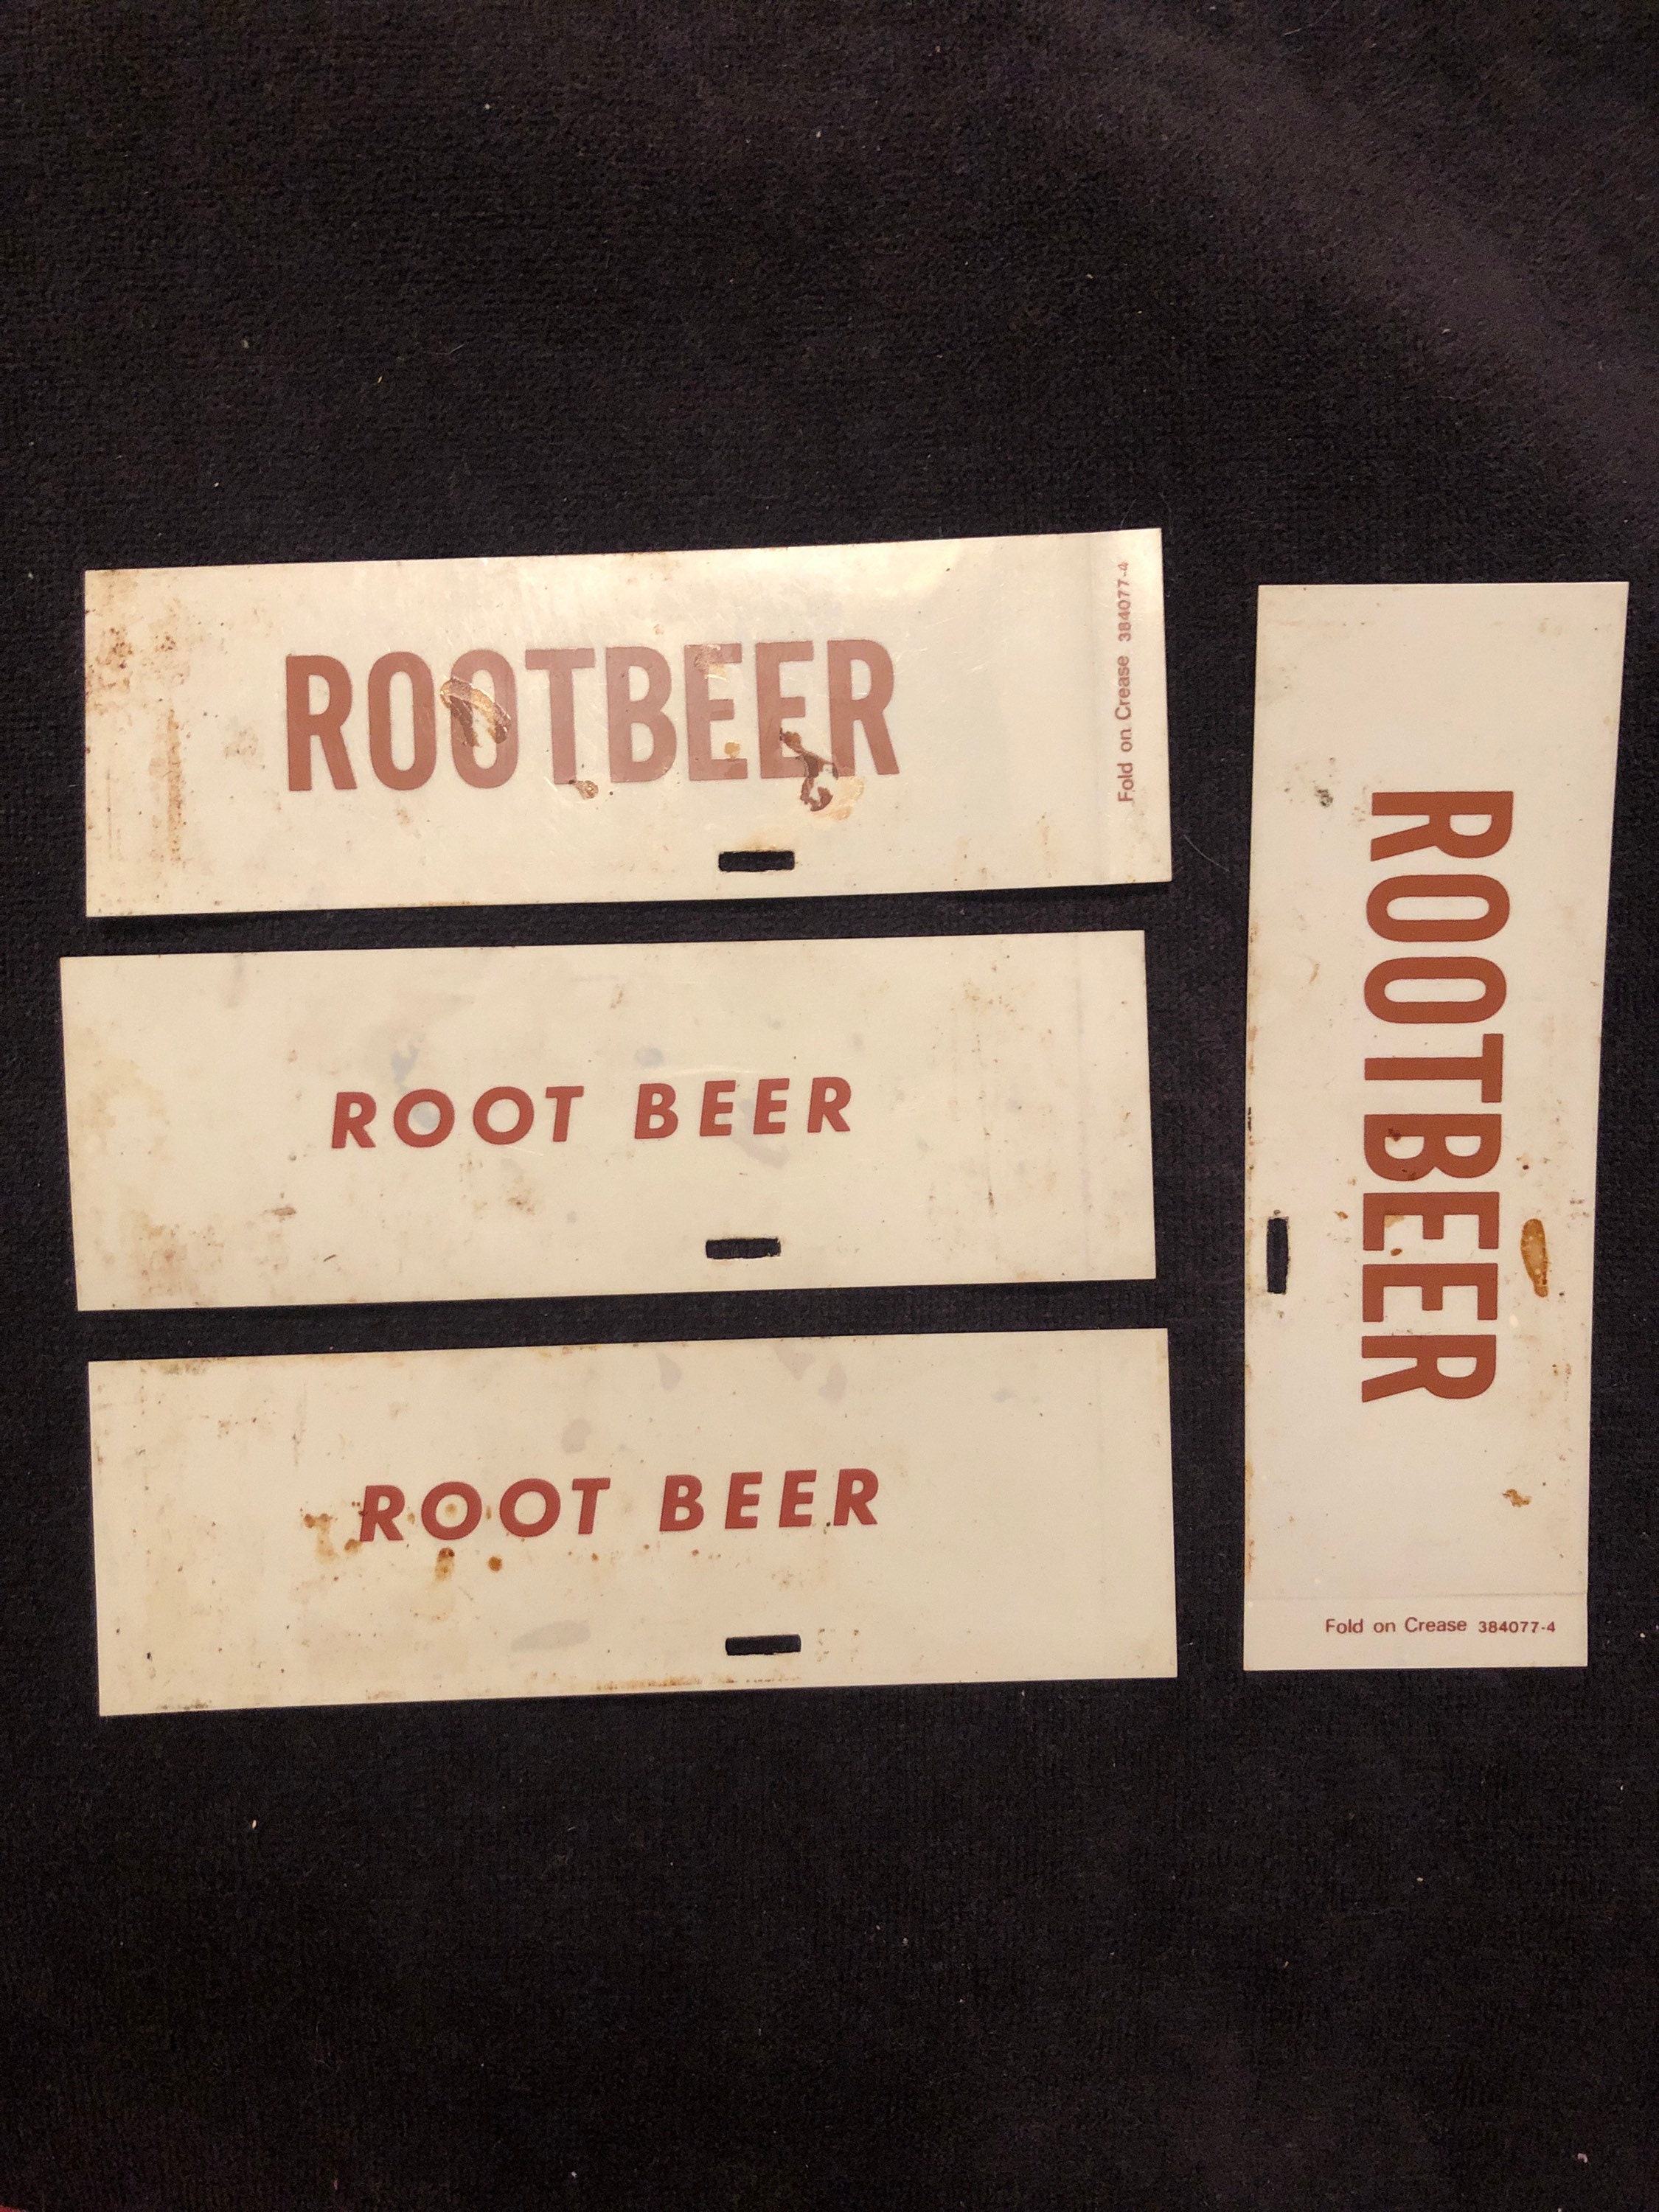 ROOTBEER
Fold on Crease 384077-4
ROOT BEER
ROOT BEER
ROOTBEER
Fold on Crease 384077-4